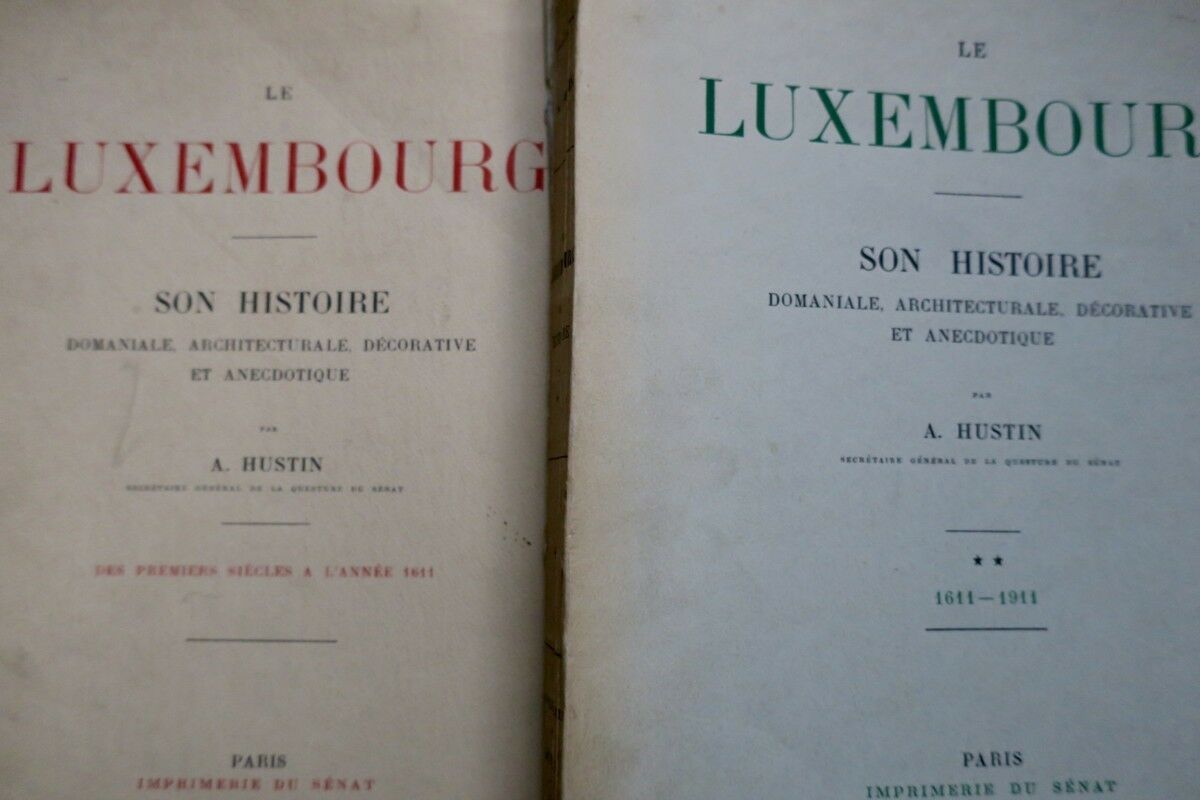 LE
LUXEMBOURG
SON HISTOIRE
DOMANIALE, ARCHITECTURALE, DÉCORATIVE
ET ANECDOTIQUE
PAR
A. HUSTIN
SECRÉTAIRE GÉNÉRAL DE LA QUESTURE DU SÉNAT
DES PREMIERS SIÈCLES A L'ANNÉE 1611
PARIS
IMPRIMERIE DU SÉNAT
LE
LUXEMBOUR
SON HISTOIRE
DOMANIALE, ARCHITECTURALE, DÉCORATIVE
ET ANECDOTIQUE
PAR
A. HUSTIN
SECRÉTAIRE GÉNÉRAL DE LA QUESTURE DU SÉNAT
★ ★
1611—1911
PARIS
IMPRIMERIE DU SÉNAT